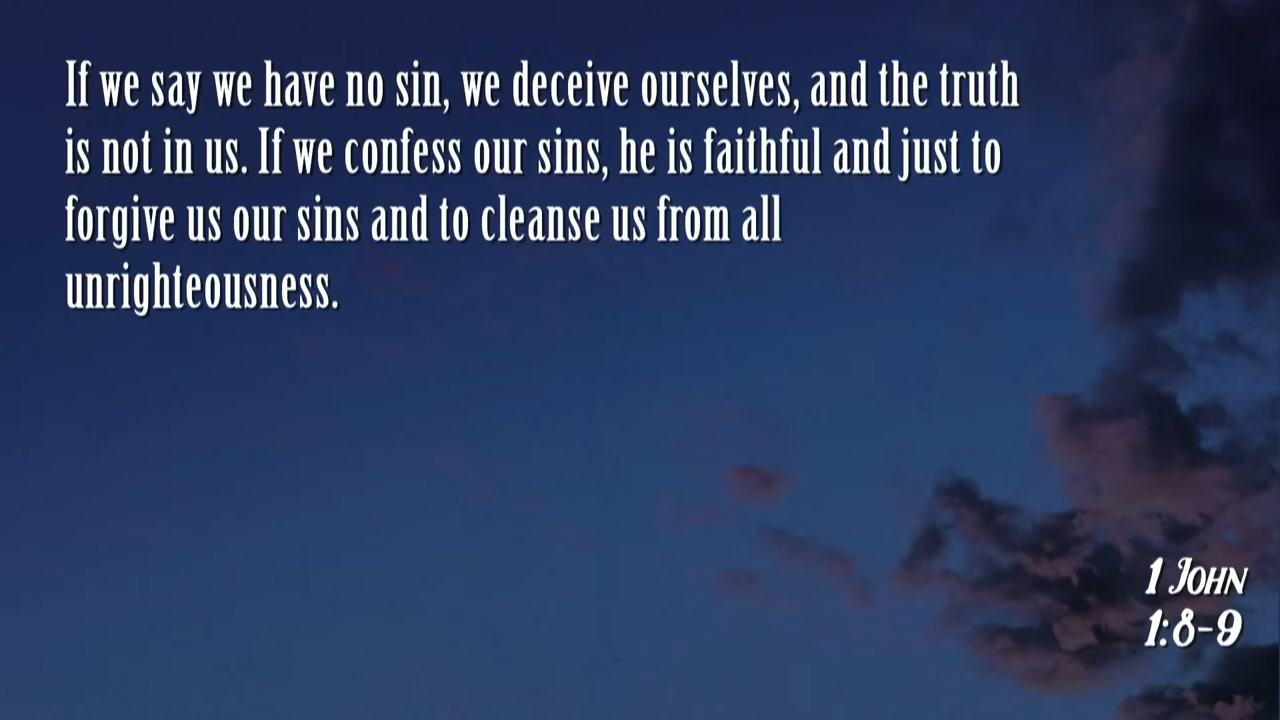 If we say we have no sin, we deceive ourselves, and the truth
is not in us. If we confess our sins, he is faithful and just to
forgive us our sins and to cleanse us from all
unrighteousness.
1 John
1:8-9